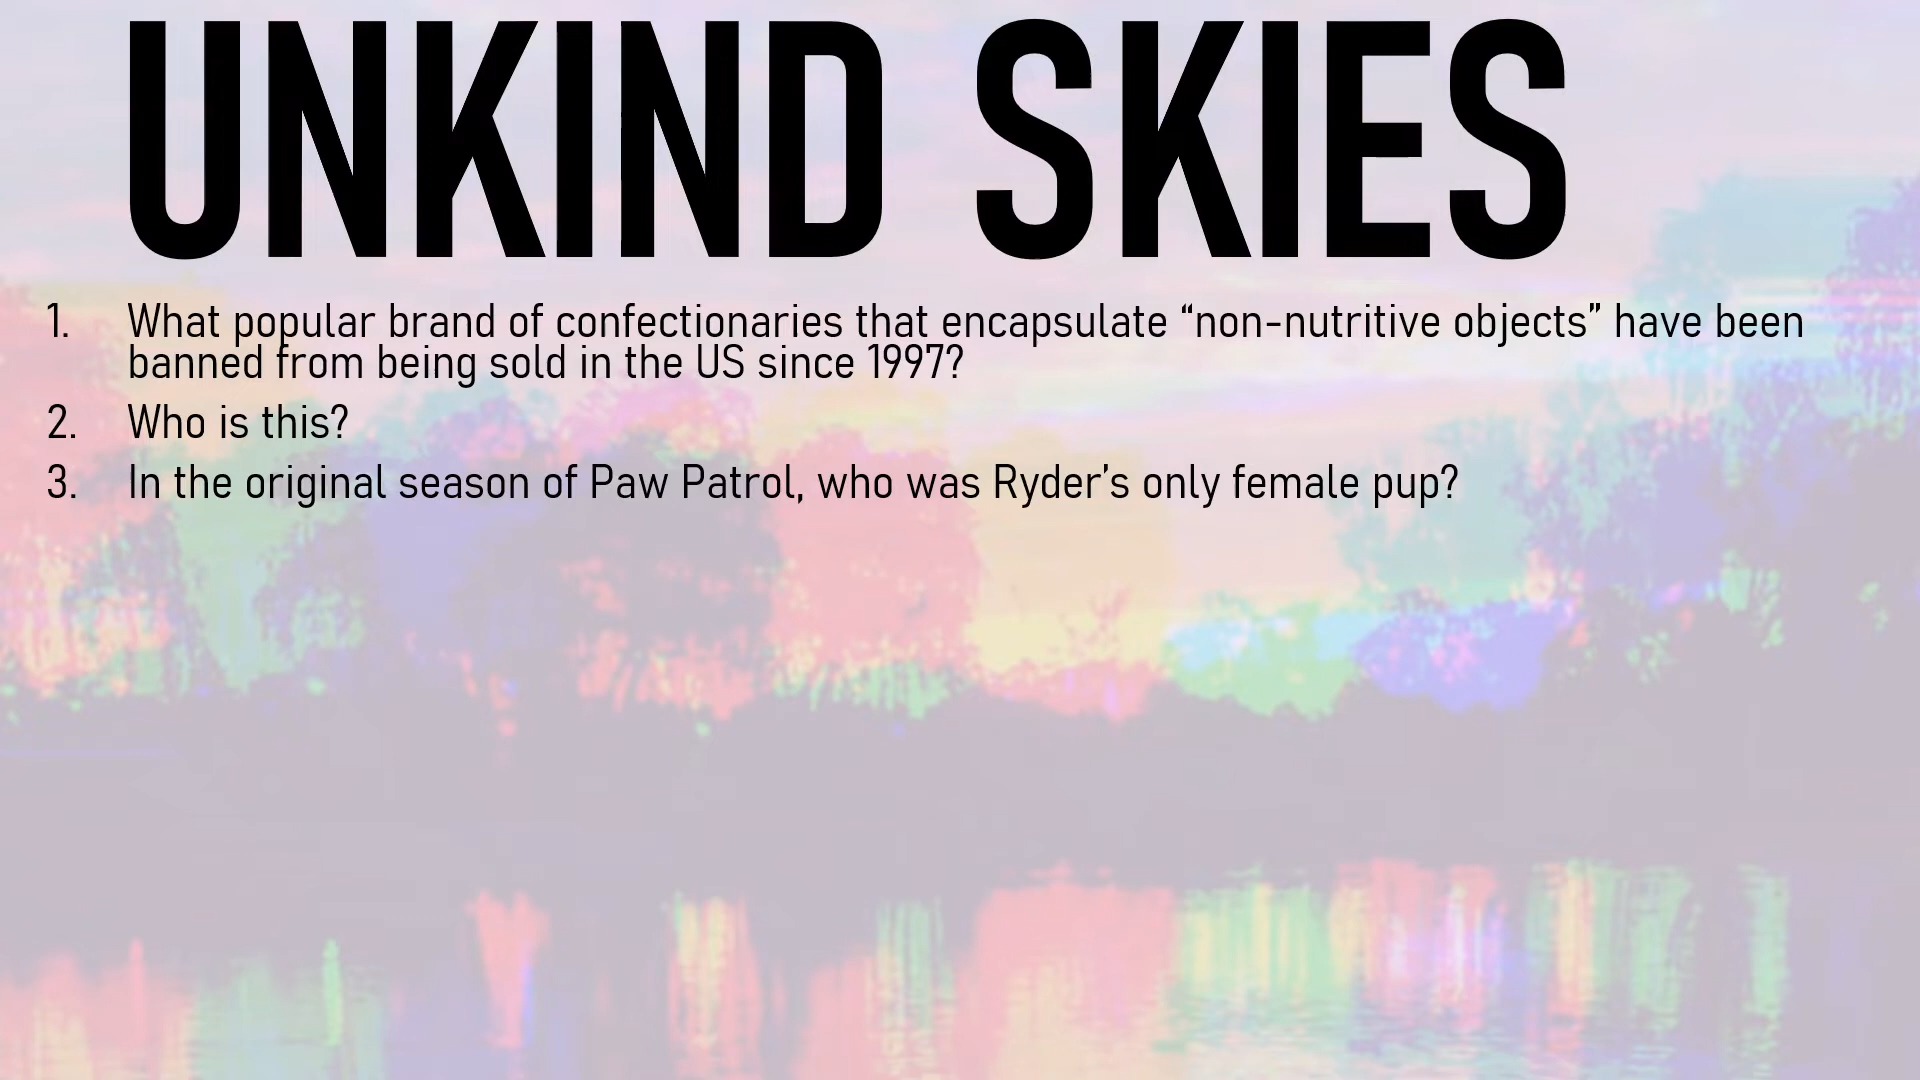 UNKIND SKIES
1. What popular brand of confectionaries that encapsulate “non-nutritive objects” have been
banned from being sold in the US since 1997?
2. Who is this?
3. In the original season of Paw Patrol, who was Ryder’s only female pup?